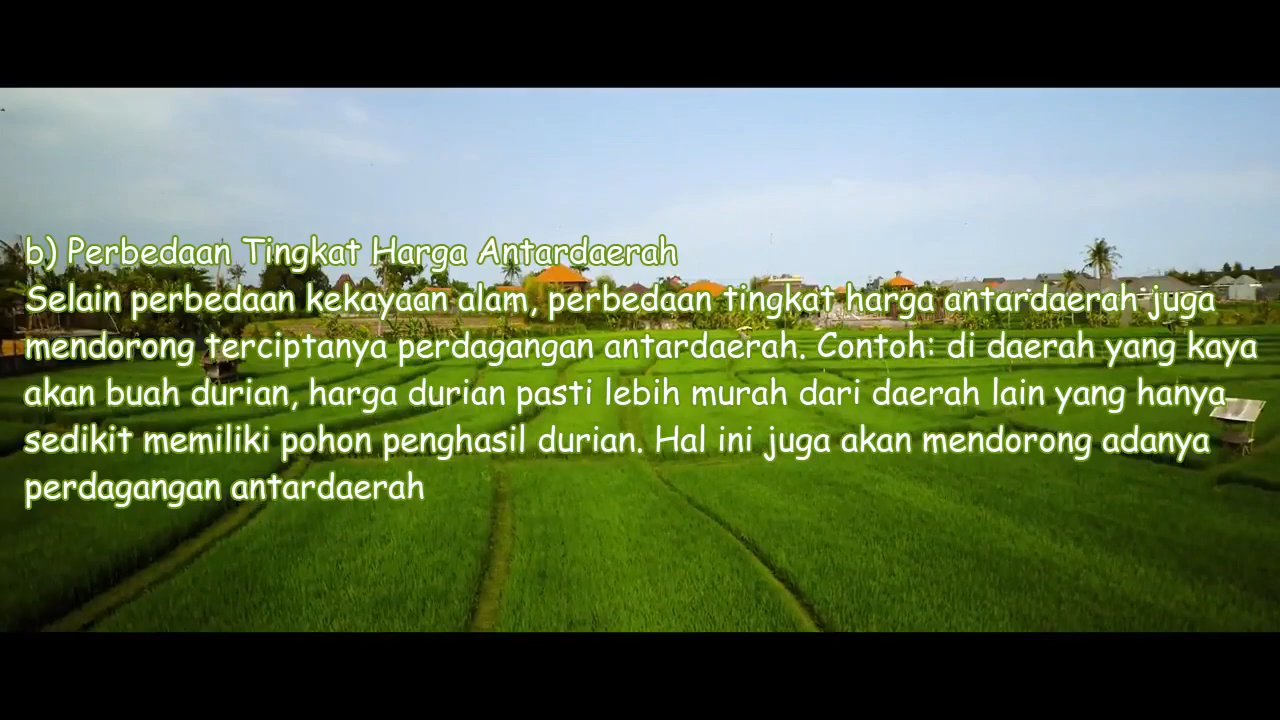 b) Perbedaan Tingkat Harga Antardaerah
Selain perbedaan kekayaan alam, perbedaan tingkat harga antardaerah juga
mendorong terciptanya perdagangan antardaerah. Contoh: di daerah yang kaya
akan buah durian, harga durian pasti lebih murah dari daerah lain yang hanya
sedikit memiliki pohon penghasil durian. Hal ini juga akan mendorong adanya
perdagangan antardaerah